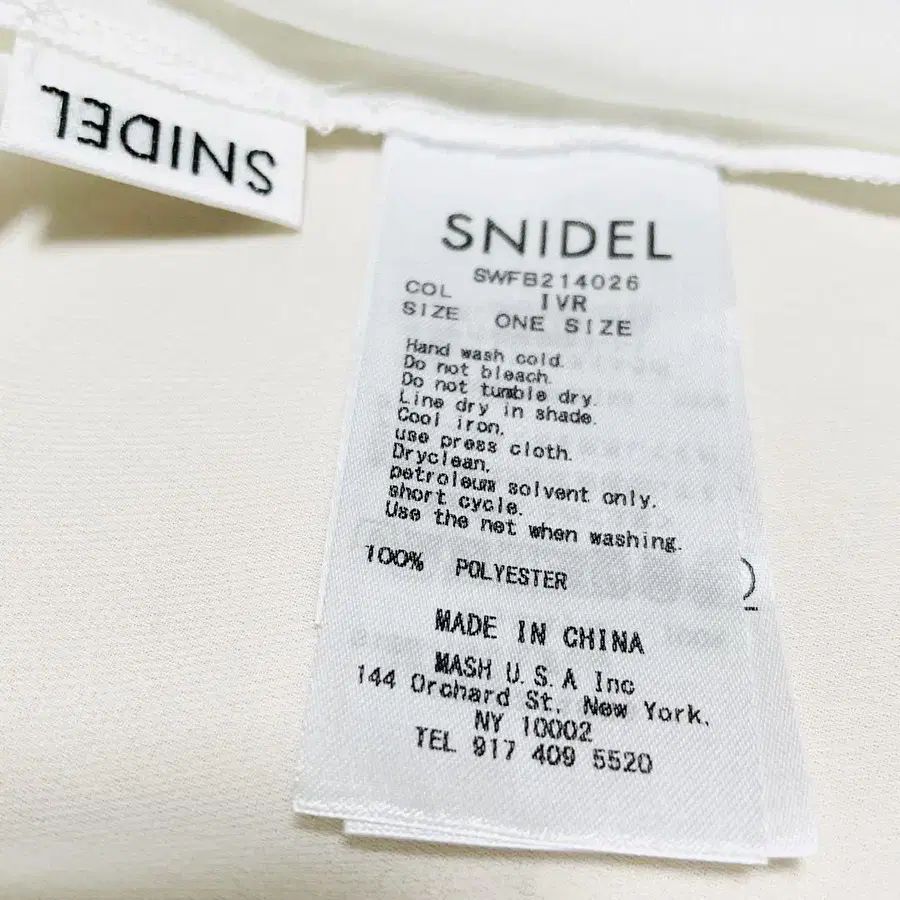 SNIDEL
SNIDEL
SWFB214026
COL IVR
SIZE ONE SIZE
Hand wash cold.
Do not bleach.
Do not tumble dry.
Line dry in shade.
Cool iron.
use press cloth.
Dryclean,
petroleum solvent only.
short cycle.
Use the net when washing.
100% POLYESTER
MADE IN CHINA
MASH U.S.A Inc
144 Orchard St. New York.
NY 10002
TEL 917 409 5520